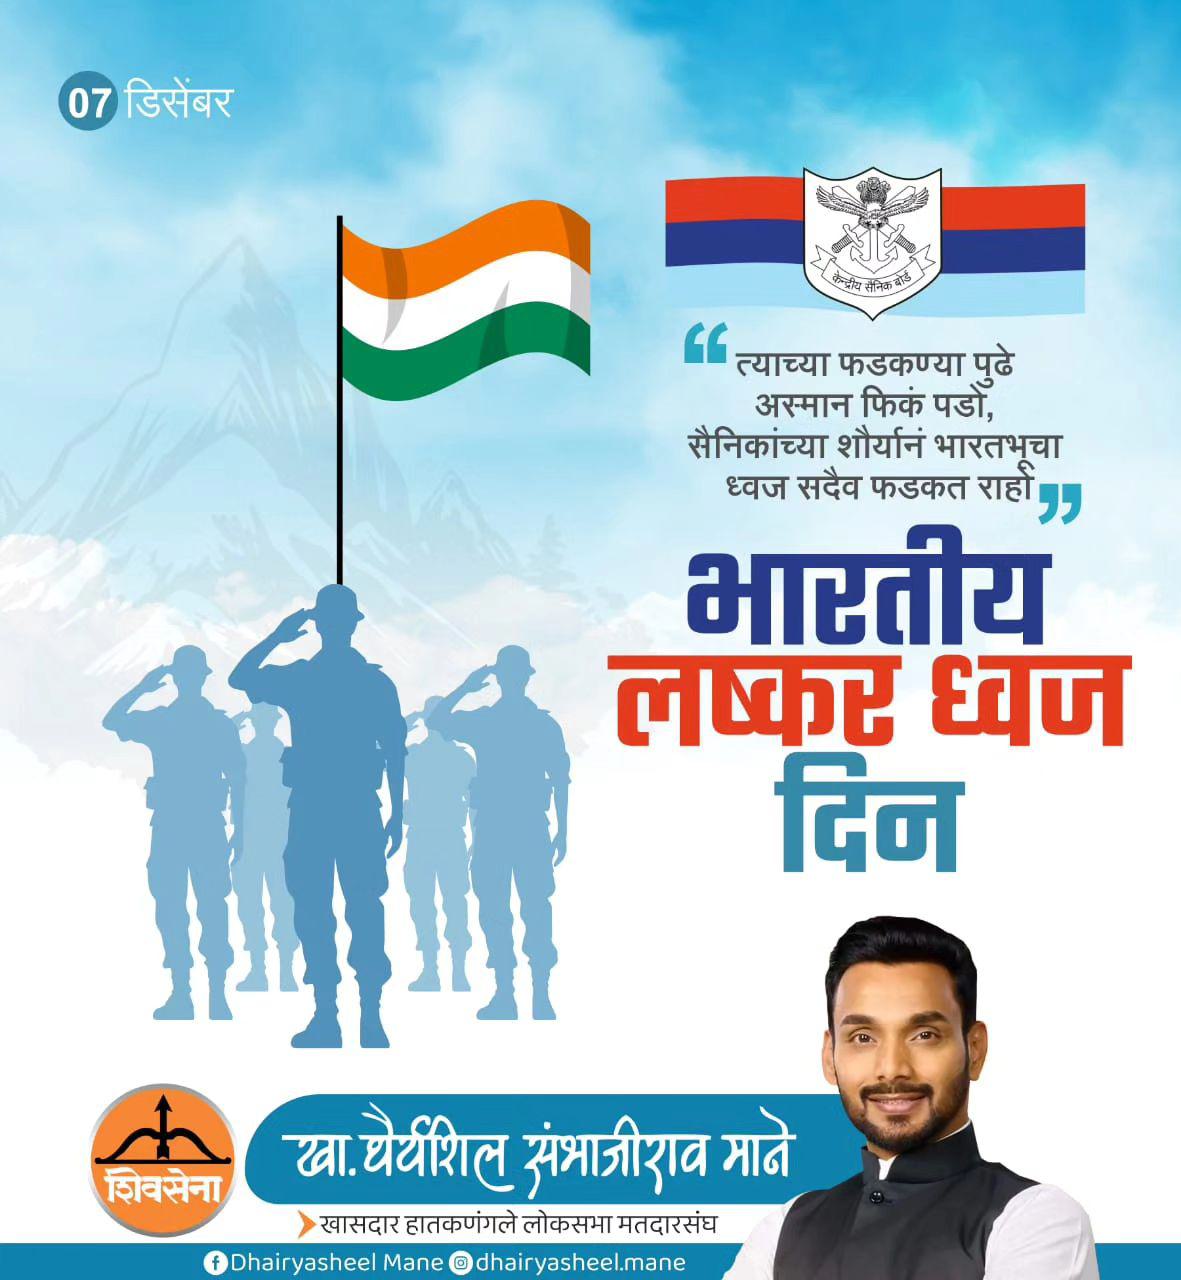 07 डिसेंबर
केन्द्रीय सैनिक बोर्ड
“ त्याच्या फडकण्या पुढे
अस्मान फिकं पडो,
सैनिकांच्या शौर्यानं भारतभूचा
ध्वज सदैव फडकत राहो ”
भारतीय
लष्कर ध्वज
दिन
शिवसेना
खा. धैर्यशिल संभाजीराव माने
खासदार हातकणंगले लोकसभा मतदारसंघ
Dhairyasheel Mane dhairyasheel.mane